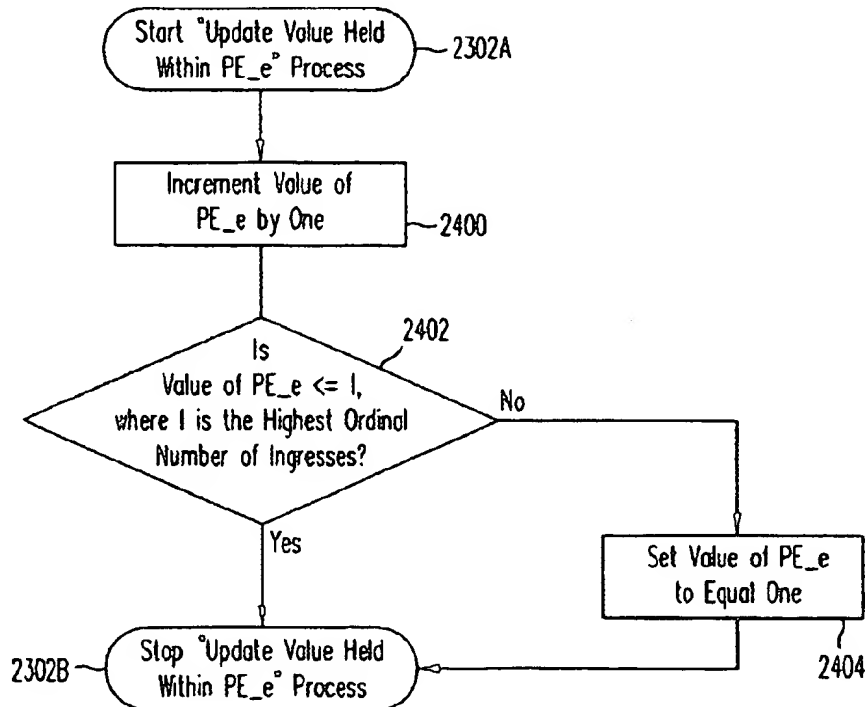 Start "Update Value Held
Within PE_e" Process
2302A
Increment Value of
PE_e by One
2400
2402
Is
Value of PE_e <= I,
where I is the Highest Ordinal
Number of Ingresses?
No
Yes
Set Value of PE_e
to Equal One
2404
2302B
Stop "Update Value Held
Within PE_e" Process